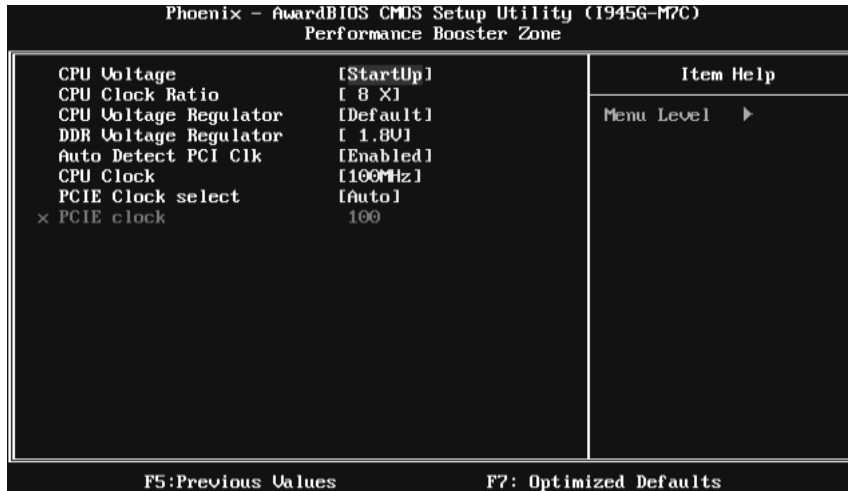 Phoenix - AwardBIOS CMOS Setup Utility (I945G-M7C)
Performance Booster Zone
CPU Voltage [StartUp]
CPU Clock Ratio [ 8 X]
CPU Voltage Regulator [Default]
DDR Voltage Regulator [ 1.8V]
Auto Detect PCI Clk [Enabled]
CPU Clock [100MHz]
PCIE Clock select [Auto]
x PCIE clock 100
Item Help
Menu Level
F5:Previous Values F7: Optimized Defaults